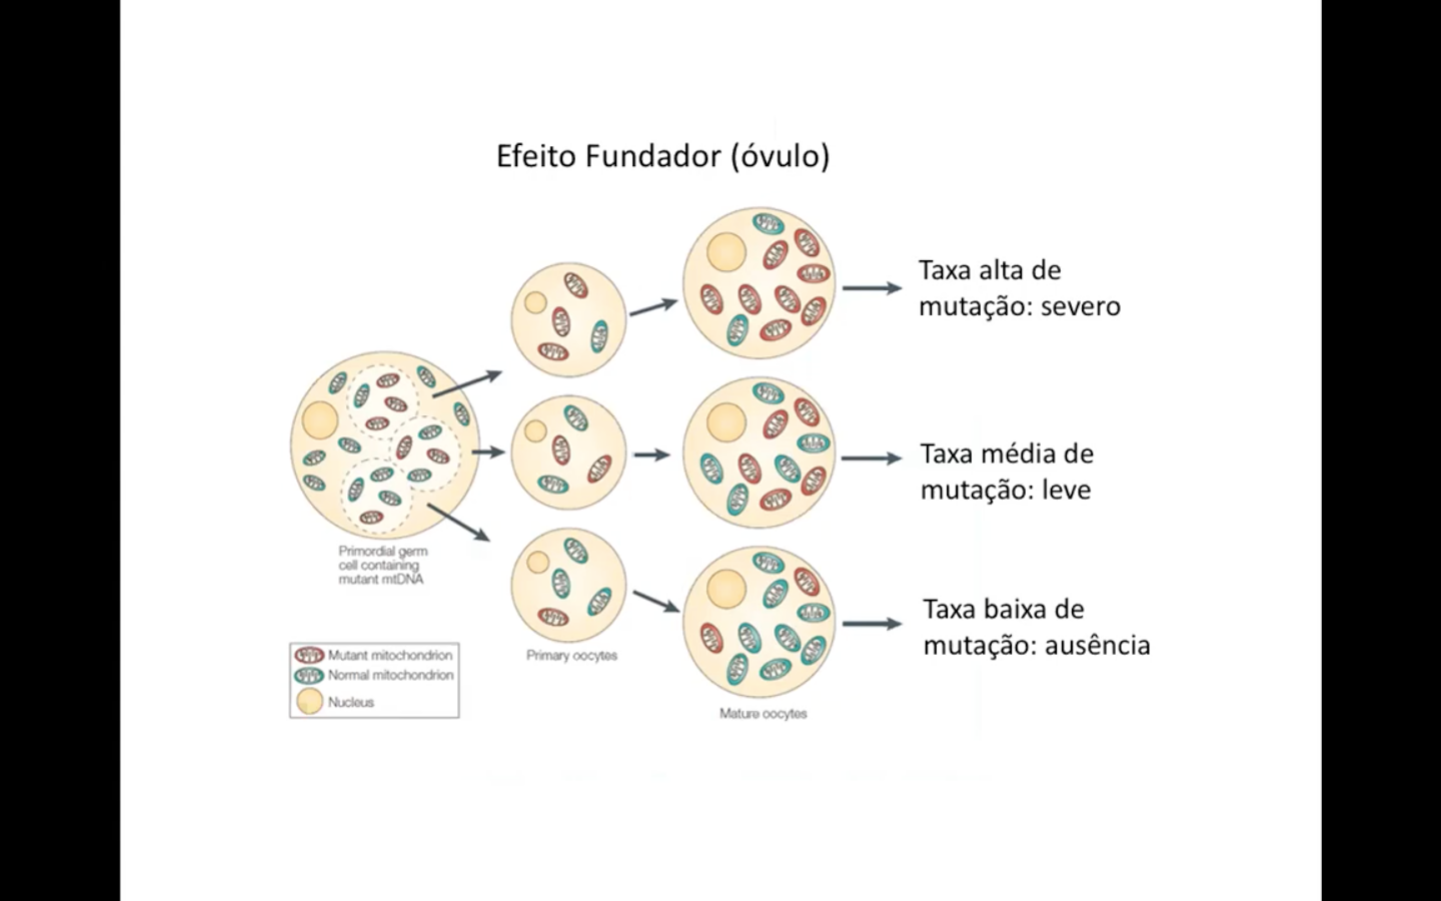 Efeito Fundador (óvulo)
Taxa alta de
mutação: severo
Taxa média de
mutação: leve
Taxa baixa de
mutação: ausência
Primordial germ
cell containing
mutant mtDNA
Primary oocytes
Mature oocytes
Mutant mitochondrion
Normal mitochondrion
Nucleus